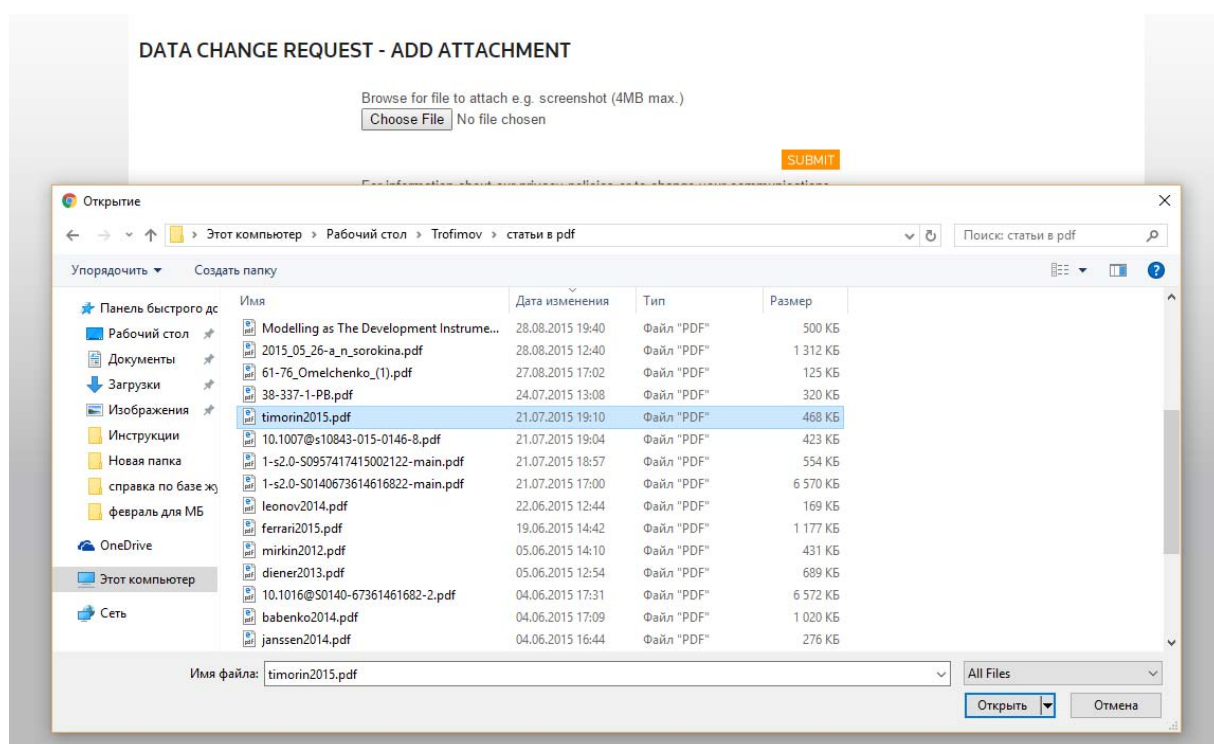 DATA CHANGE REQUEST - ADD ATTACHMENT
Browse for file to attach e.g. screenshot (4MB max.)
Choose File No file chosen
SUBMIT
For information about our privacy policies or to change your communications
Открытие
Этот компьютер › Рабочий стол › Trofimov › статьи в pdf
Поиск: статьи в pdf
Упорядочить
Создать папку
Панель быстрого дс
Рабочий стол
Документы
Загрузки
Изображения
Инструкции
Новая папка
справка по базе жу
февраль для МБ
OneDrive
Этот компьютер
Сеть
Имя Дата изменения Тип Размер
Modelling as The Development Instrume... 28.08.2015 19:40 Файл "PDF" 500 КБ
2015_05_26-a_n_sorokina.pdf 28.08.2015 12:40 Файл "PDF" 1 312 КБ
61-76_Omelchenko_(1).pdf 27.08.2015 17:02 Файл "PDF" 125 КБ
38-337-1-PB.pdf 24.07.2015 13:08 Файл "PDF" 320 КБ
timorin2015.pdf 21.07.2015 19:10 Файл "PDF" 468 КБ
10.1007@s10843-015-0146-8.pdf 21.07.2015 19:04 Файл "PDF" 423 КБ
1-s2.0-S0957417415002122-main.pdf 21.07.2015 18:57 Файл "PDF" 554 КБ
1-s2.0-S0140673614616822-main.pdf 21.07.2015 17:00 Файл "PDF" 6 570 КБ
leonov2014.pdf 22.06.2015 12:44 Файл "PDF" 169 КБ
ferrari2015.pdf 19.06.2015 14:42 Файл "PDF" 1 177 КБ
mirkin2012.pdf 05.06.2015 14:10 Файл "PDF" 431 КБ
diener2013.pdf 05.06.2015 12:54 Файл "PDF" 689 КБ
10.1016@S0140-67361461682-2.pdf 04.06.2015 17:31 Файл "PDF" 6 572 КБ
babenko2014.pdf 04.06.2015 17:09 Файл "PDF" 1 020 КБ
janssen2014.pdf 04.06.2015 16:44 Файл "PDF" 276 КБ
Имя файла: timorin2015.pdf
All Files
Открыть
Отмена